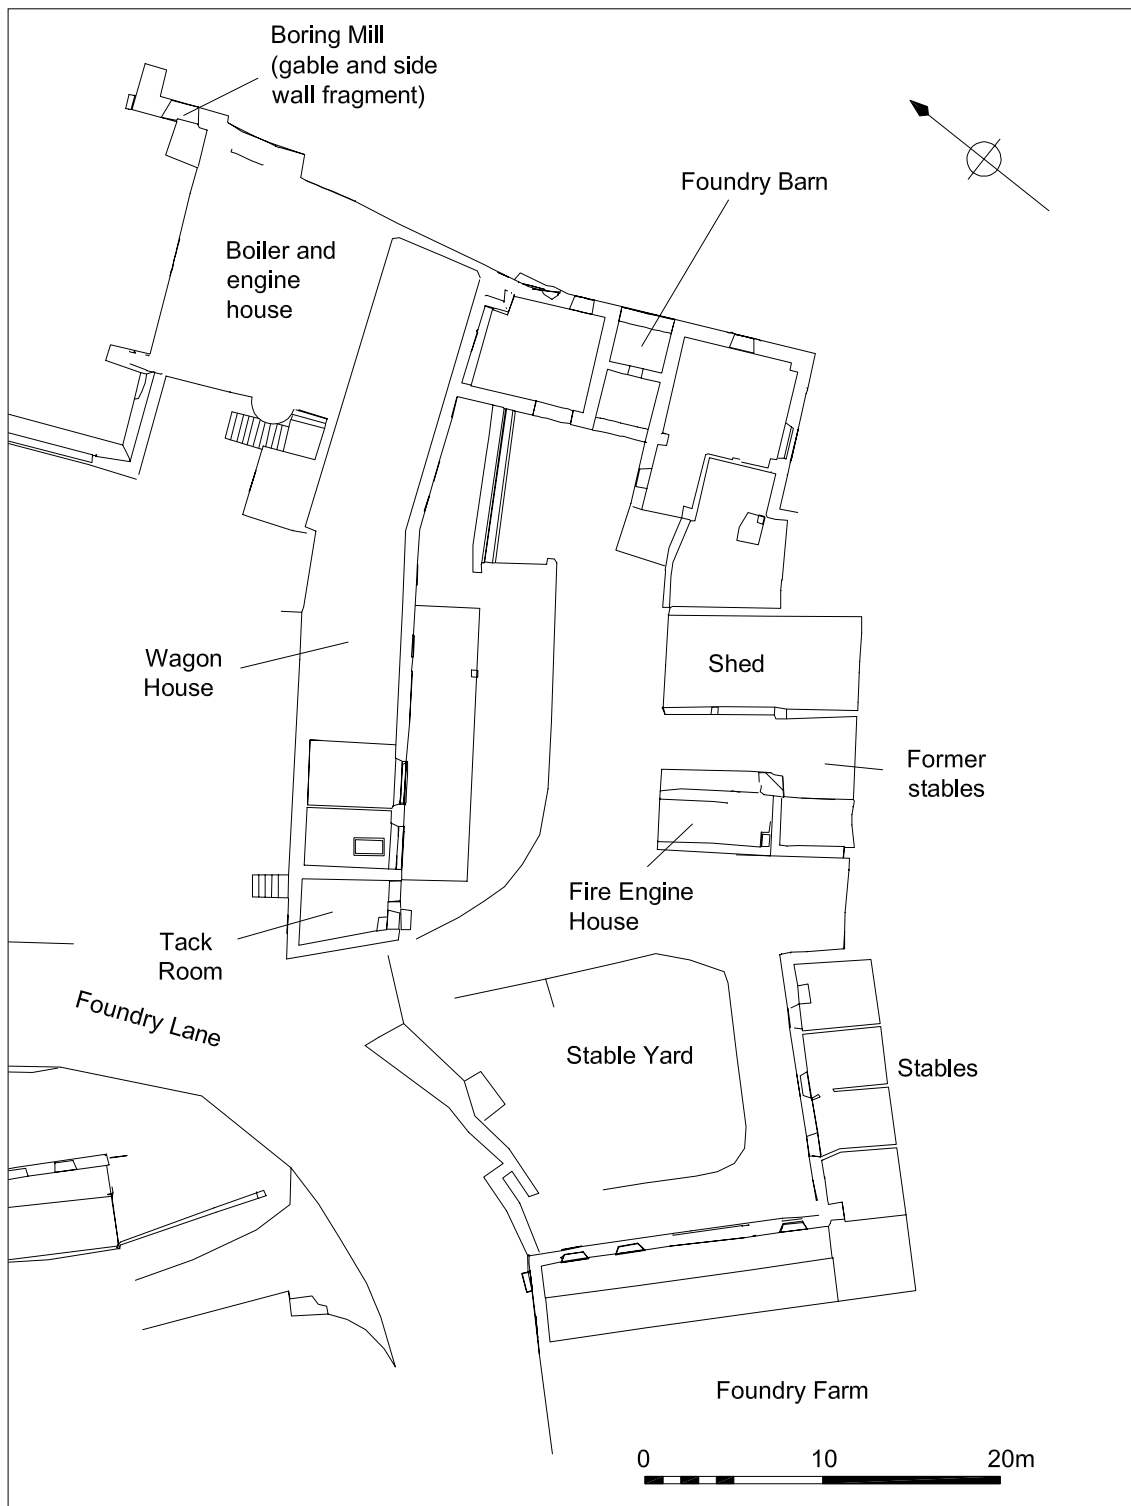 Boring Mill
(gable and side
wall fragment)
Foundry Barn
Boiler and
engine
house
Wagon
House
Shed
Former
stables
Fire Engine
House
Tack
Room
Foundry Lane
Stable Yard
Stables
Foundry Farm
0 10 20m